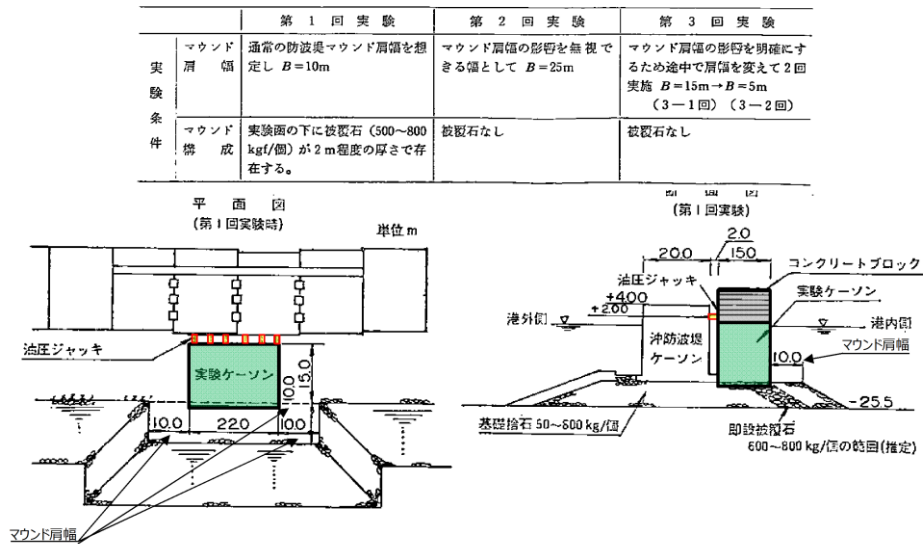 第 1 回 実 験
第 2 回 実 験
第 3 回 実 験
実 験 条 件
マウンド
肩 幅
通常の防波堤マウンド肩幅を想
定し B=10m
マウンド肩幅の影響を無視で
きる幅として B=25m
マウンド肩幅の影響を明確にす
るため途中で肩幅を変えて2回
実施 B=15m→B=5m
(3—1回) (3—2回)
マウンド
構 成
実験函の下に被覆石 (500~800
kgf/個) が2m程度の厚さで存
在する。
被覆石なし
被覆石なし
平 面 図
(第1回実験時)
単位 m
油圧ジャッキ
実験ケーソン
10.0
15.0
10.0
22.0
10.0
マウンド肩幅
断 面 図
(第1回実験)
2.0
20.0
15.0
コンクリートブロック
油圧ジャッキ
実験ケーソン
+4.00
+2.00
港外側
港内側
沖防波堤
ケーソン
10.0
マウンド肩幅
-25.5
基礎捨石 50~800 kg/個
既設被覆石
600~800 kg/個の範囲(推定)